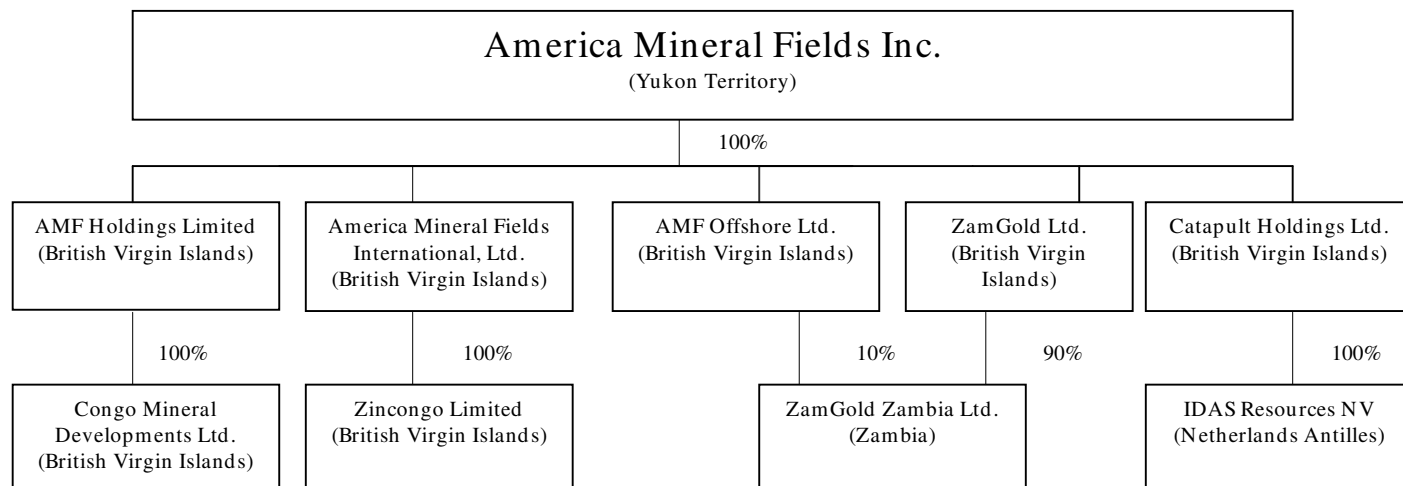 America Mineral Fields Inc.
(Yukon Territory)
100%
AMF Holdings Limited
(British Virgin Islands)
America Mineral Fields
International, Ltd.
(British Virgin Islands)
AMF Offshore Ltd.
(British Virgin Islands)
ZamGold Ltd.
(British Virgin
Islands)
Catapult Holdings Ltd.
(British Virgin Islands)
100%
100%
10%
90%
100%
Congo Mineral
Developments Ltd.
(British Virgin Islands)
Zincongo Limited
(British Virgin Islands)
ZamGold Zambia Ltd.
(Zambia)
IDAS Resources NV
(Netherlands Antilles)